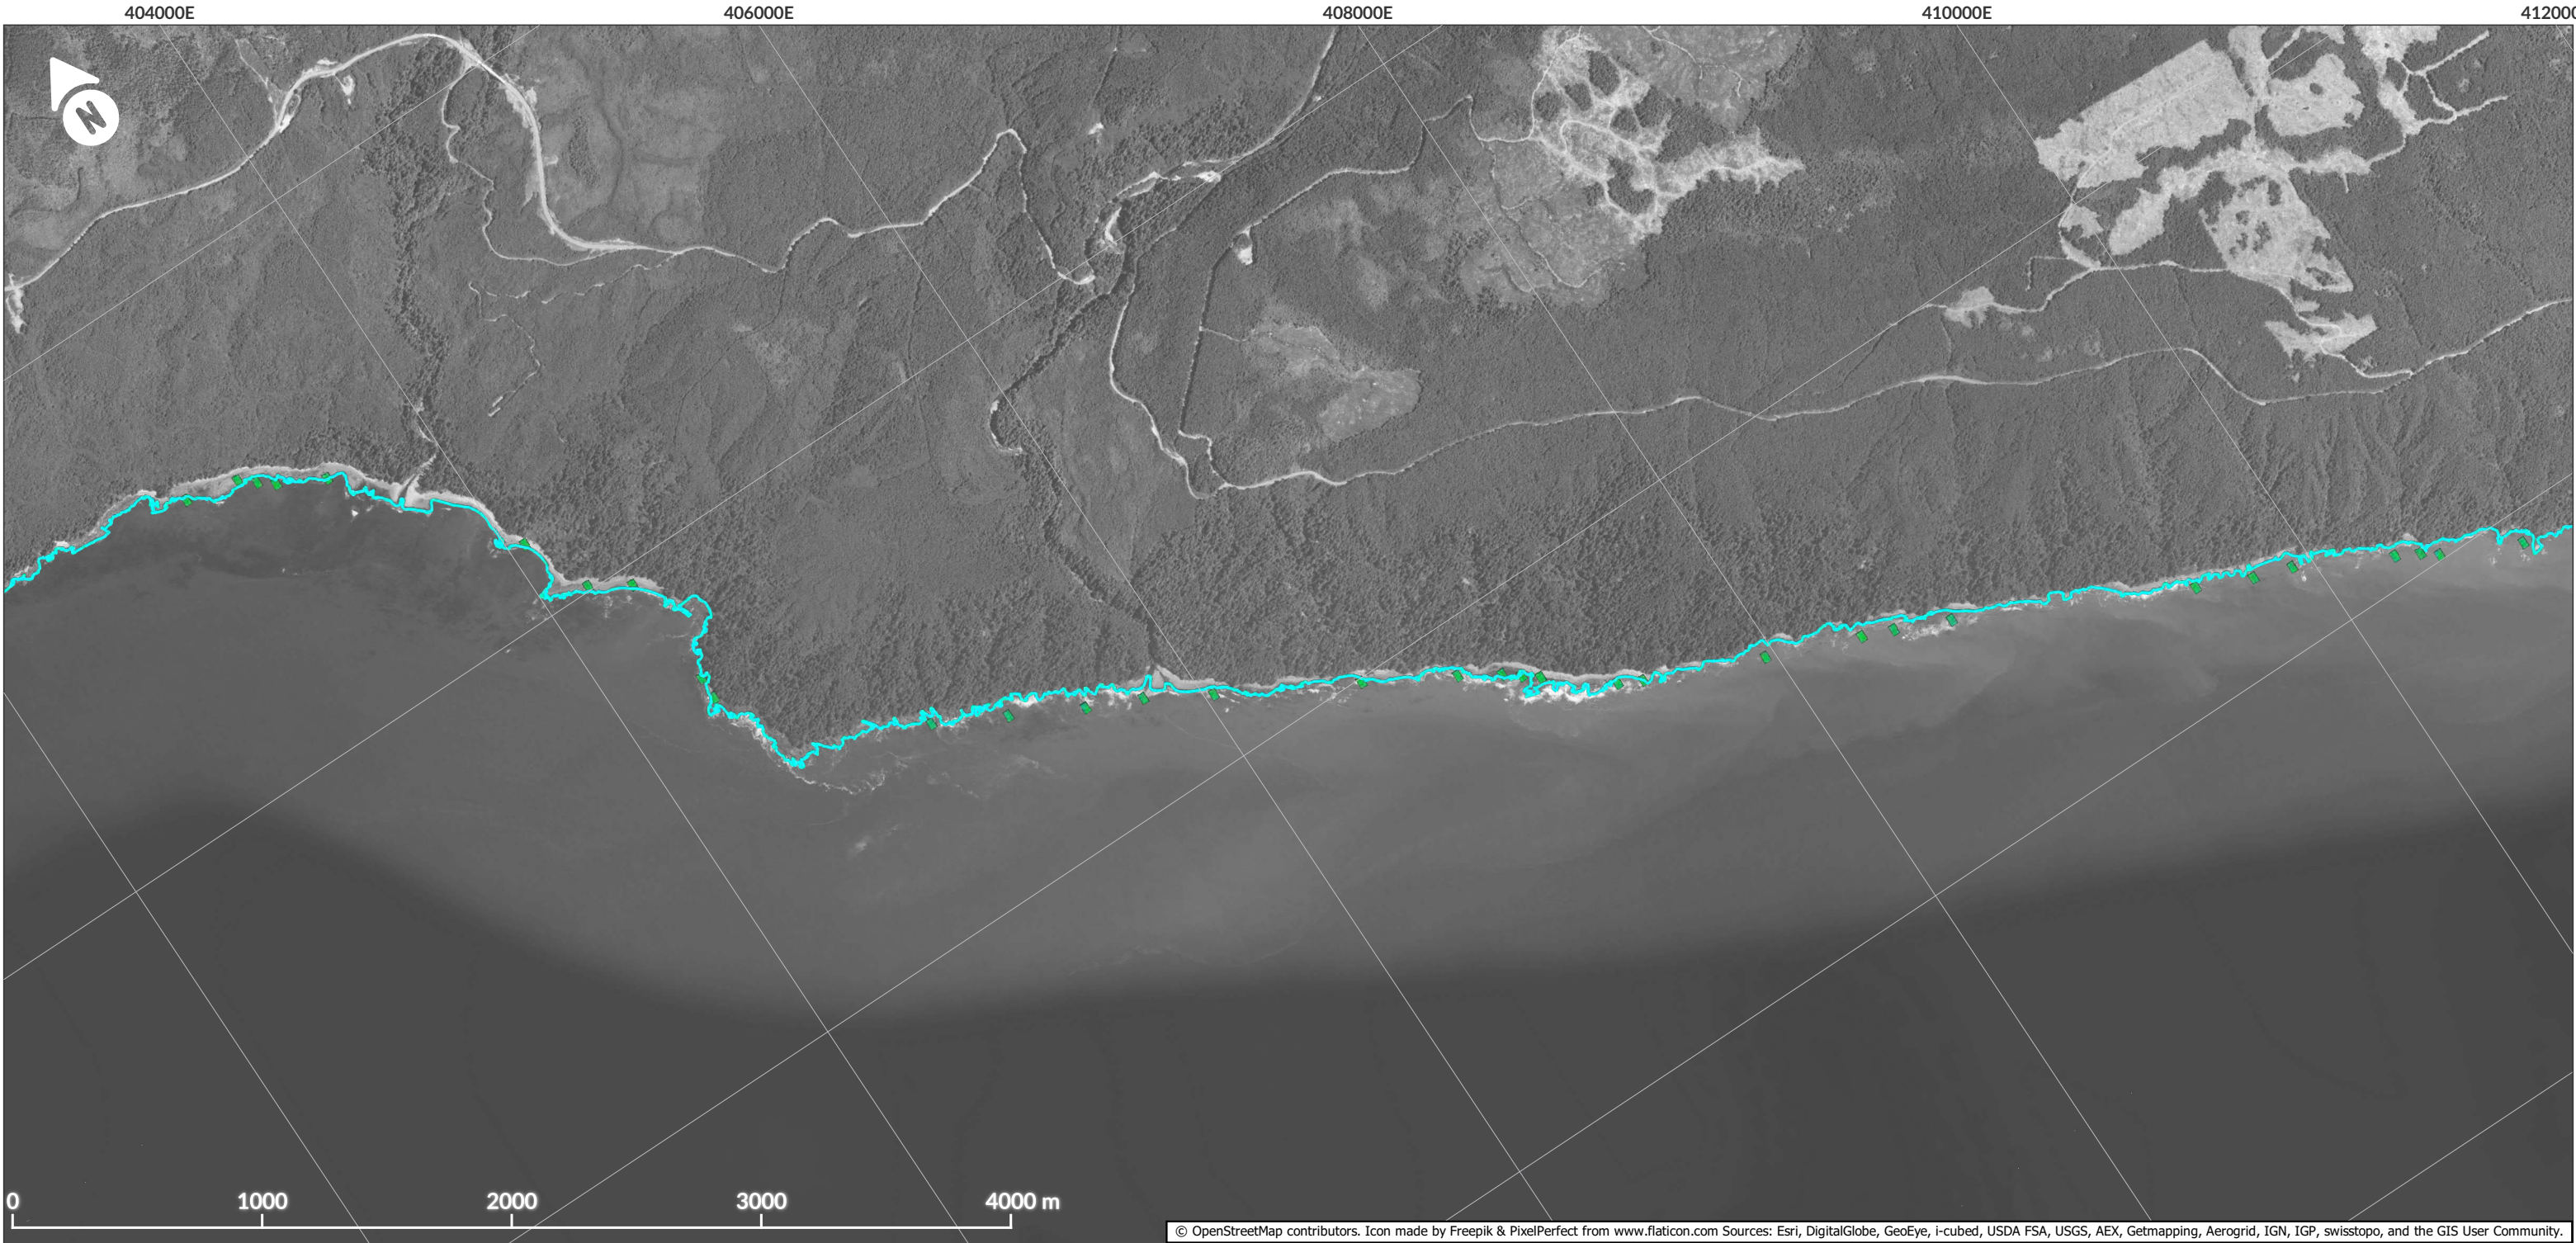 404000E 406000E 408000E 410000E 41200
N
0 1000 2000 3000 4000 m
© OpenStreetMap contributors. Icon made by Freepik & PixelPerfect from www.flaticon.com Sources: Esri, DigitalGlobe, GeoEye, i-cubed, USDA FSA, USGS, AEX, Getmapping, Aerogrid, IGN, IGP, swisstopo, and the GIS User Community.